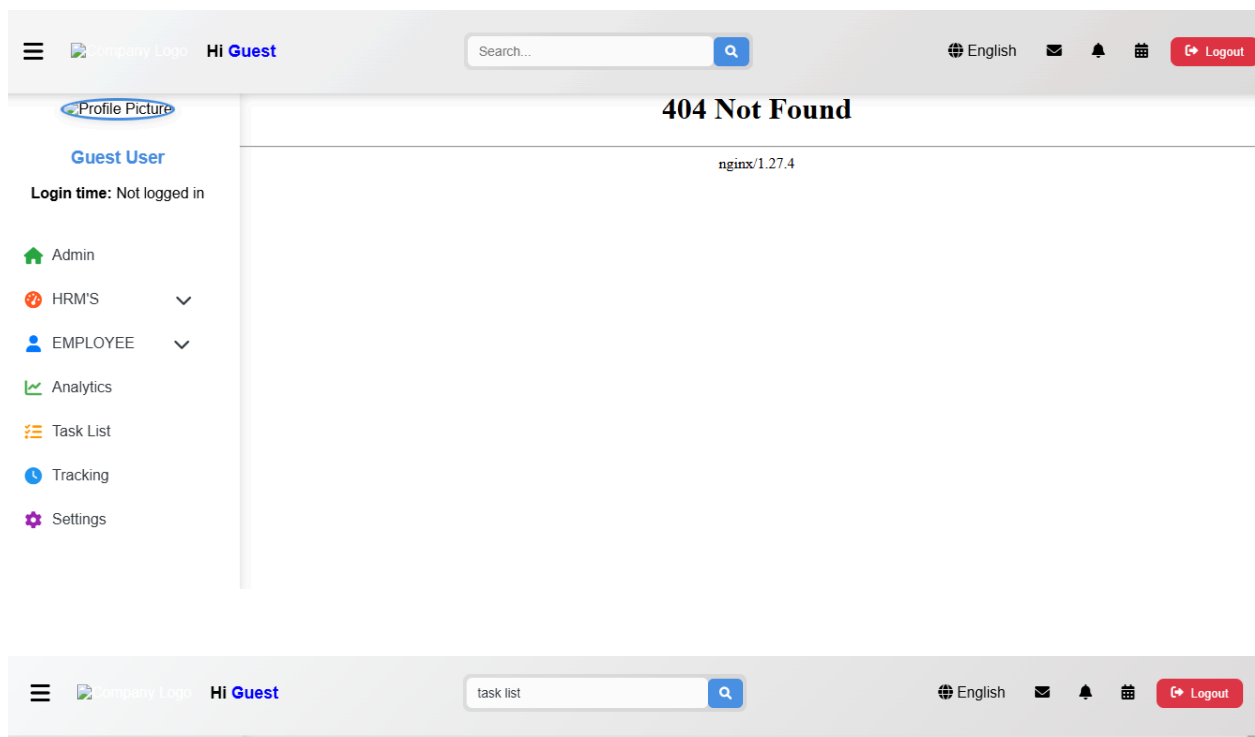 Company Logo Hi Guest Search... English Logout
Profile Picture
404 Not Found
Guest User
nginx/1.27.4
Login time: Not logged in
Admin
HRM'S
EMPLOYEE
Analytics
Task List
Tracking
Settings
Company Logo Hi Guest task list English Logout